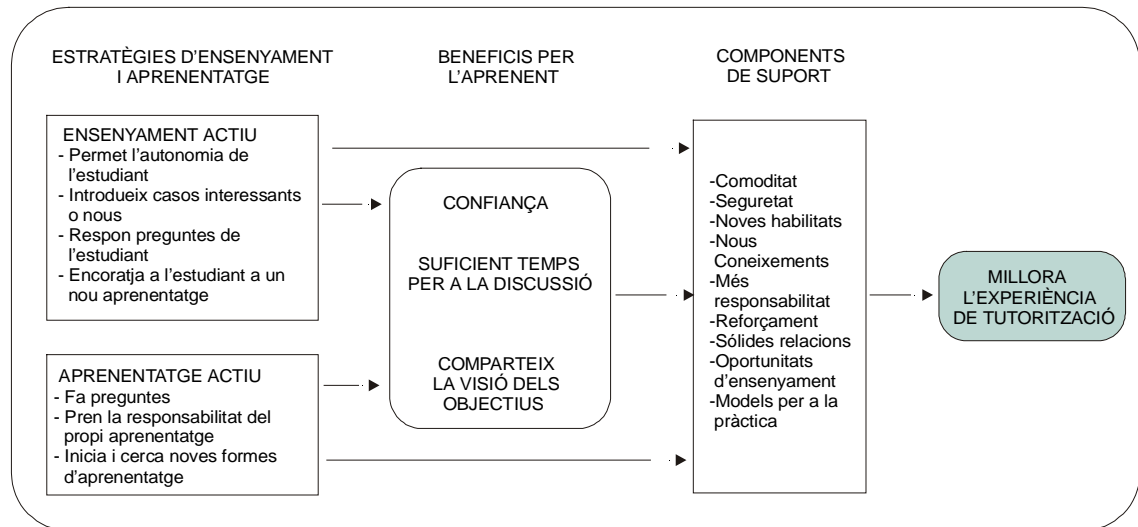 ESTRATÈGIES D'ENSENYAMENT
I APRENENTATGE
BENEFICIS PER
L'APRENENT
COMPONENTS
DE SUPORT
ENSENYAMENT ACTIU
- Permet l'autonomia de
l'estudiant
- Introdueix casos interessants
o nous
- Respon preguntes de
l'estudiant
- Encoratja a l'estudiant a un
nou aprenentatge
APRENENTATGE ACTIU
- Fa preguntes
- Pren la responsabilitat del
propi aprenentatge
- Inicia i cerca noves formes
d'aprenentatge
CONFIANÇA
SUFICIENT TEMPS
PER A LA DISCUSSIÓ
COMPARTEIX
LA VISIÓ DELS
OBJECTIUS
-Comoditat
-Seguretat
-Noves habilitats
-Nous
Coneixements
-Més
responsabilitat
-Reforçament
-Sólides relacions
-Oportunitats
d'ensenyament
-Models per a la
pràctica
MILLORA
L'EXPERIÈNCIA
DE TUTORITZACIÓ